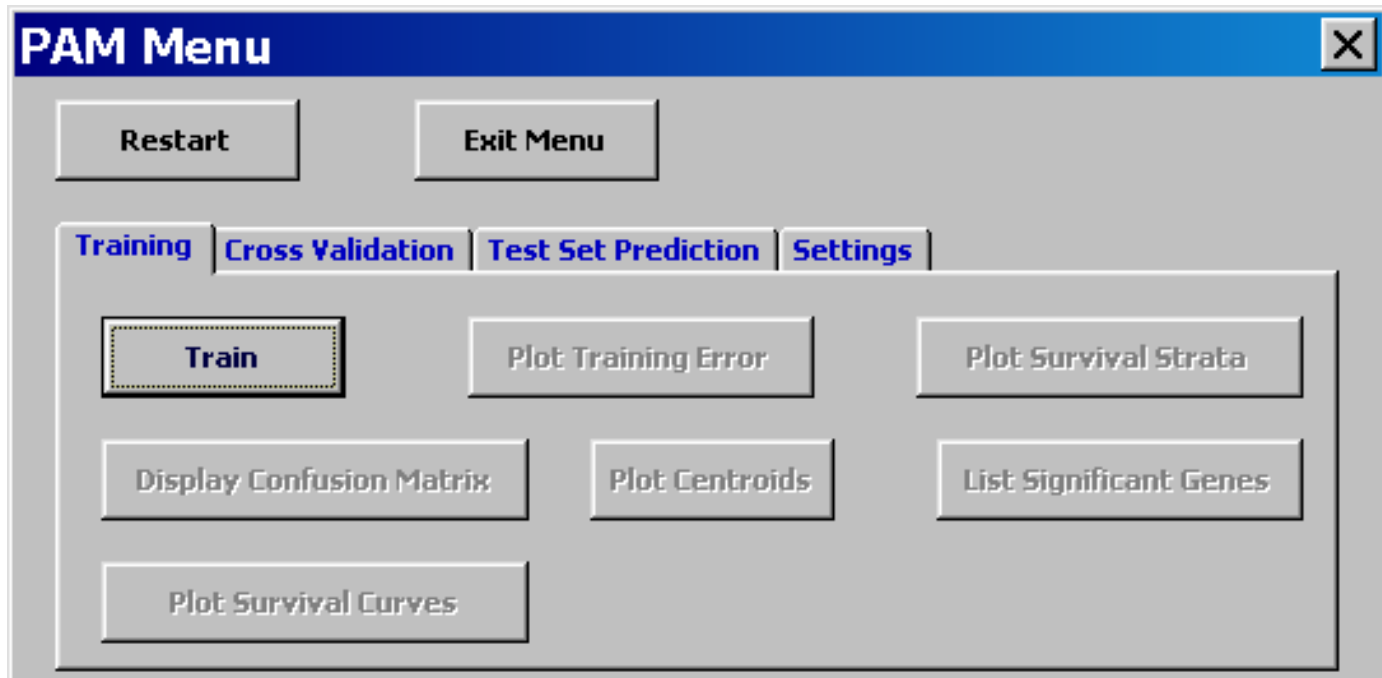 PAM Menu
Restart Exit Menu
Training Cross Validation Test Set Prediction Settings
Train Plot Training Error Plot Survival Strata
Display Confusion Matrix Plot Centroids List Significant Genes
Plot Survival Curves